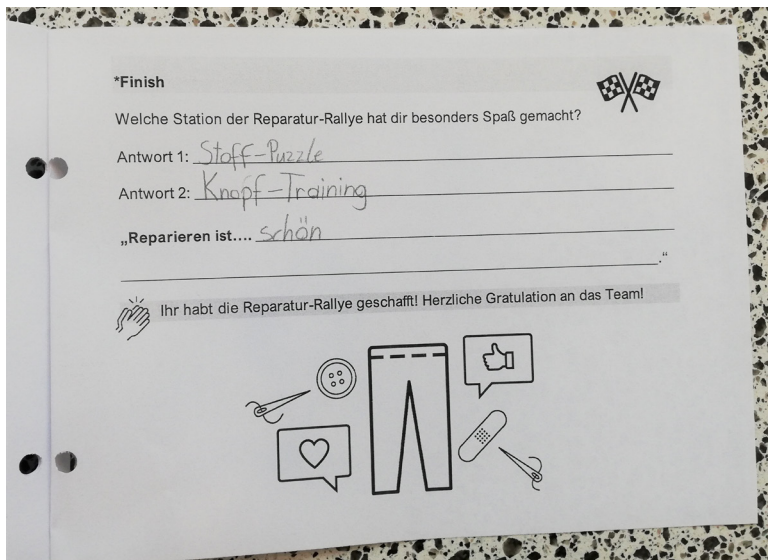 *Finish
Welche Station der Reparatur-Rallye hat dir besonders Spaß gemacht?
Antwort 1: Stoff-Puzzle
Antwort 2: Knopf-Training
„Reparieren ist.... schön
.“
Ihr habt die Reparatur-Rallye geschafft! Herzliche Gratulation an das Team!